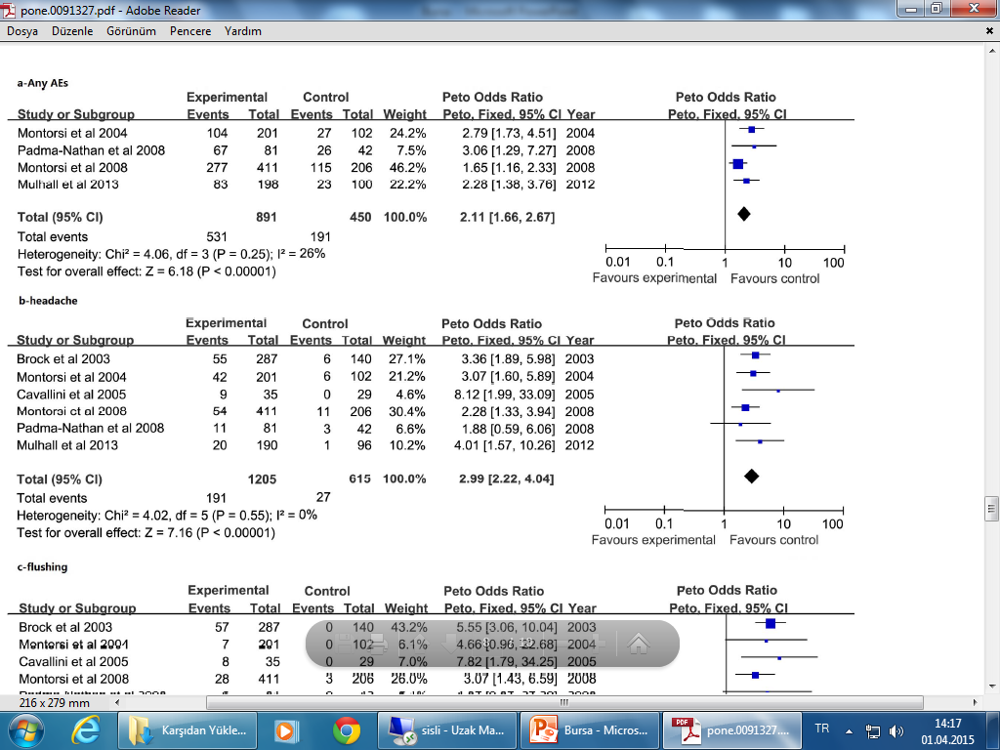 pone.0091327.pdf - Adobe Reader
Dosya Düzenle Görünüm Pencere Yardım
a-Any AEs
Experimental Control Peto Odds Ratio Peto Odds Ratio
Study or Subgroup Events Total Events Total Weight Peto, Fixed, 95% CI Year Peto, Fixed, 95% CI
Montorsi et al 2004 104 201 27 102 24.2% 2.79 [1.73, 4.51] 2004
Padma-Nathan et al 2008 67 81 26 42 7.5% 3.06 [1.29, 7.27] 2008
Montorsi et al 2008 277 411 115 206 46.2% 1.65 [1.16, 2.33] 2008
Mulhall et al 2013 83 198 23 100 22.2% 2.28 [1.38, 3.76] 2012
Total (95% CI) 891 450 100.0% 2.11 [1.66, 2.67]
Total events 531 191
Heterogeneity: Chi² = 4.06, df = 3 (P = 0.25); I² = 26%
Test for overall effect: Z = 6.18 (P < 0.00001)
0.01 0.1 1 10 100
Favours experimental Favours control
b-headache
Experimental Control Peto Odds Ratio Peto Odds Ratio
Study or Subgroup Events Total Events Total Weight Peto, Fixed, 95% CI Year Peto, Fixed, 95% CI
Brock et al 2003 55 287 6 140 27.1% 3.36 [1.89, 5.98] 2003
Montorsi et al 2004 42 201 6 102 21.2% 3.07 [1.60, 5.89] 2004
Cavallini et al 2005 9 35 0 29 4.6% 8.12 [1.99, 33.09] 2005
Montorsi et al 2008 54 411 11 206 30.4% 2.28 [1.33, 3.94] 2008
Padma-Nathan et al 2008 11 81 3 42 6.6% 1.88 [0.59, 6.06] 2008
Mulhall et al 2013 20 190 1 96 10.2% 4.01 [1.57, 10.26] 2012
Total (95% CI) 1205 615 100.0% 2.99 [2.22, 4.04]
Total events 191 27
Heterogeneity: Chi² = 4.02, df = 5 (P = 0.55); I² = 0%
Test for overall effect: Z = 7.16 (P < 0.00001)
0.01 0.1 1 10 100
Favours experimental Favours control
c-flushing
Experimental Control Peto Odds Ratio Peto Odds Ratio
Study or Subgroup Events Total Events Total Weight Peto, Fixed, 95% CI Year Peto, Fixed, 95% CI
Brock et al 2003 57 287 0 140 43.2% 5.55 [3.06, 10.04] 2003
Montorsi et al 2004 7 201 0 102 6.1% 4.66 [0.96, 22.68] 2004
Cavallini et al 2005 8 35 0 29 7.0% 7.82 [1.79, 34.25] 2005
Montorsi et al 2008 28 411 3 206 26.0% 3.07 [1.43, 6.59] 2008
216 x 279 mm
Karşıdan Yükle... sisli - Uzak Ma... Bursa - Micros... PDF pone.0091327.... TR 14:17
01.04.2015